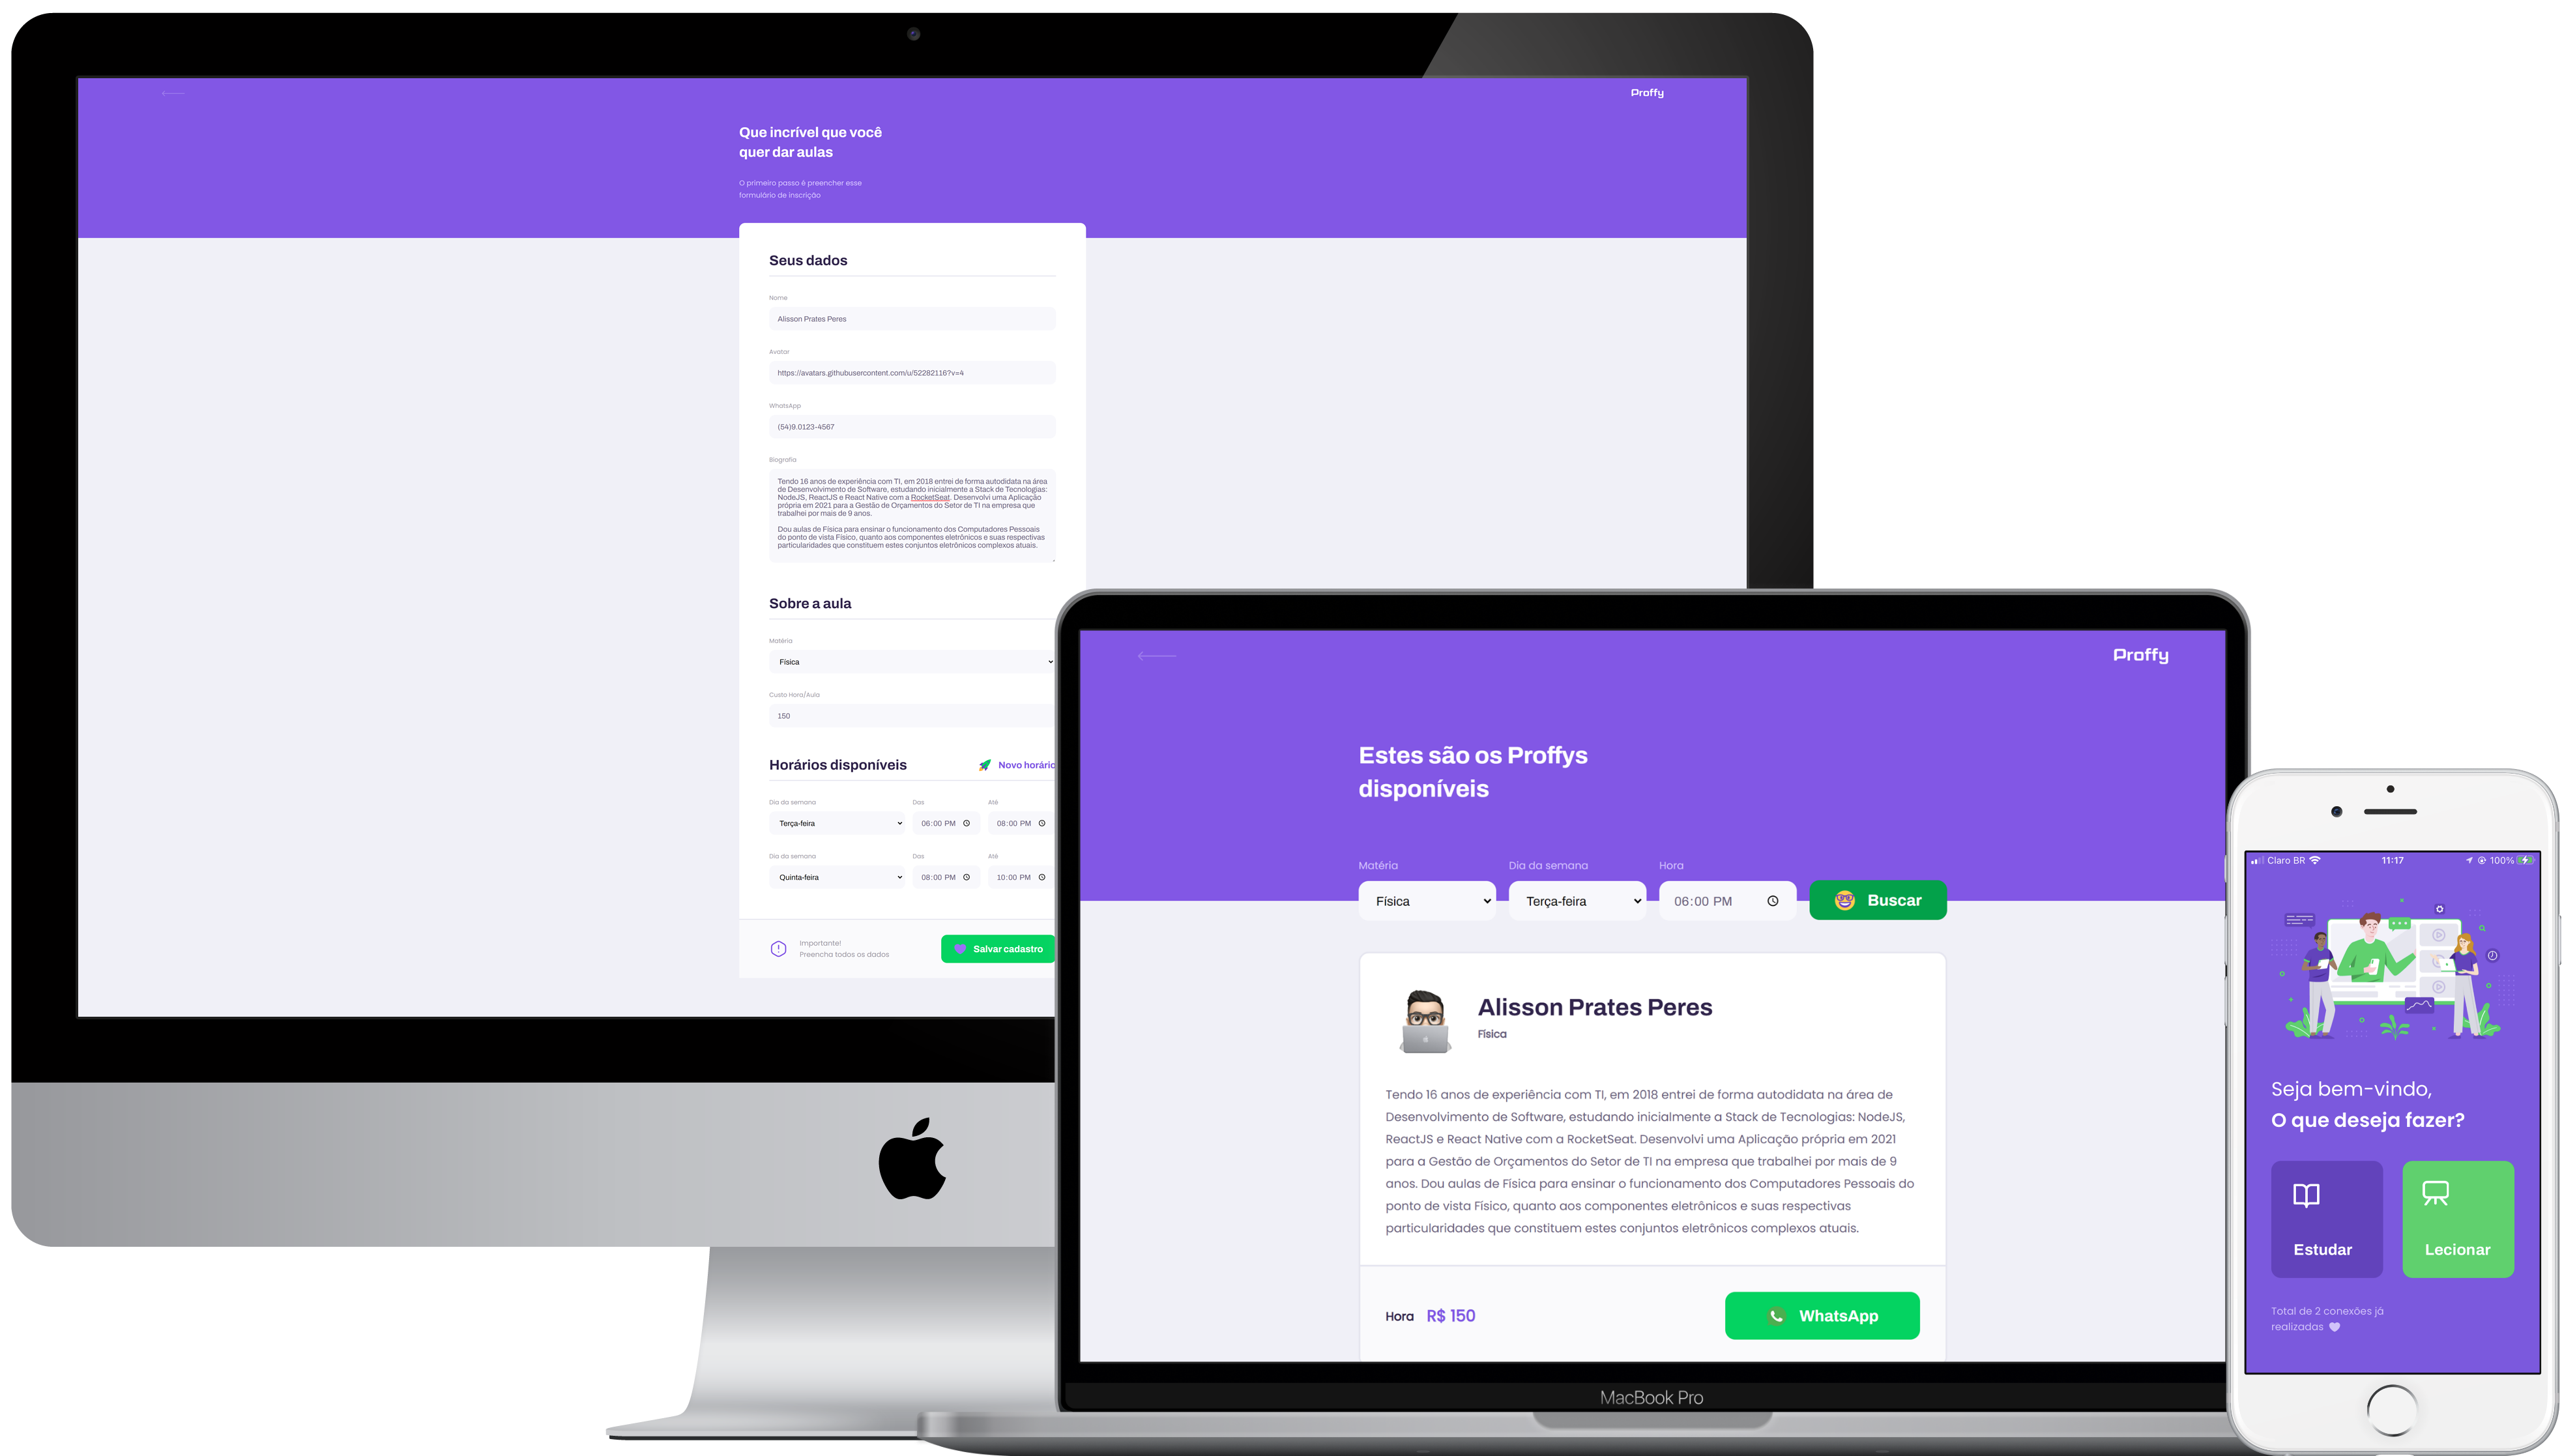 Proffy
Que incrível que você
quer dar aulas
O primeiro passo é preencher esse
formulário de inscrição
Seus dados
Nome
Alisson Prates Peres
Avatar
https://avatars.githubusercontent.com/u/52282116?v=4
WhatsApp
(54)9.0123-4567
Biografia
Tendo 16 anos de experiência com TI, em 2018 entrei de forma autodidata na área
de Desenvolvimento de Software, estudando inicialmente a Stack de Tecnologias:
NodeJS, ReactJS e React Native com a RocketSeat. Desenvolvi uma Aplicação
própria em 2021 para a Gestão de Orçamentos do Setor de TI na empresa que
trabalhei por mais de 9 anos.
Dou aulas de Física para ensinar o funcionamento dos Computadores Pessoais
do ponto de vista Físico, quanto aos componentes eletrônicos e suas respectivas
particularidades que constituem estes conjuntos eletrônicos complexos atuais.
Sobre a aula
Matéria
Física
Custo Hora/Aula
150
Horários disponíveis
Novo horário
Dia da semana Das Até
Terça-feira 06:00 PM 08:00 PM
Dia da semana Das Até
Quinta-feira 08:00 PM 10:00 PM
Importante!
Preencha todos os dados
Salvar cadastro
Proffy
Estes são os Proffys
disponíveis
Matéria Dia da semana Hora
Física Terça-feira 06:00 PM Buscar
Alisson Prates Peres
Física
Tendo 16 anos de experiência com TI, em 2018 entrei de forma autodidata na área de
Desenvolvimento de Software, estudando inicialmente a Stack de Tecnologias: NodeJS,
ReactJS e React Native com a RocketSeat. Desenvolvi uma Aplicação própria em 2021
para a Gestão de Orçamentos do Setor de TI na empresa que trabalhei por mais de 9
anos. Dou aulas de Física para ensinar o funcionamento dos Computadores Pessoais do
ponto de vista Físico, quanto aos componentes eletrônicos e suas respectivas
particularidades que constituem estes conjuntos eletrônicos complexos atuais.
Hora R$ 150
WhatsApp
MacBook Pro
Claro BR 11:17 100%
Seja bem-vindo,
O que deseja fazer?
Estudar
Lecionar
Total de 2 conexões já
realizadas